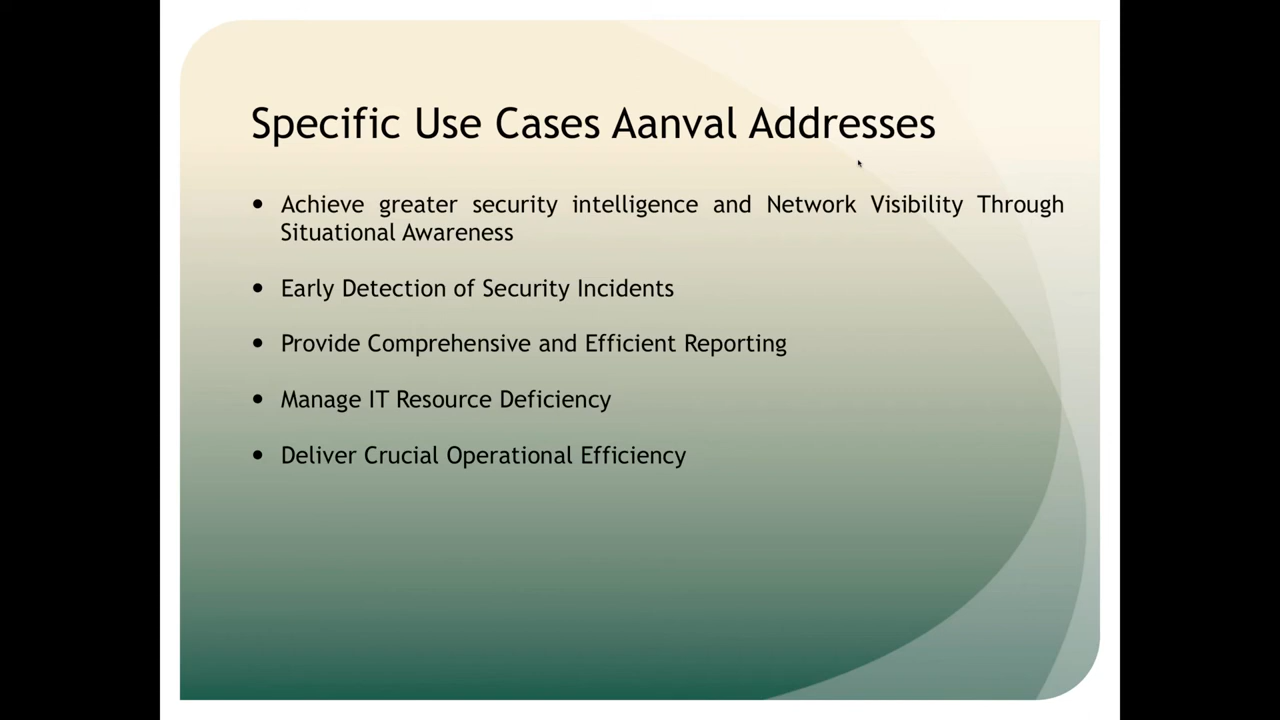 Specific Use Cases Aanval Addresses
• Achieve greater security intelligence and Network Visibility Through
Situational Awareness
• Early Detection of Security Incidents
• Provide Comprehensive and Efficient Reporting
• Manage IT Resource Deficiency
• Deliver Crucial Operational Efficiency